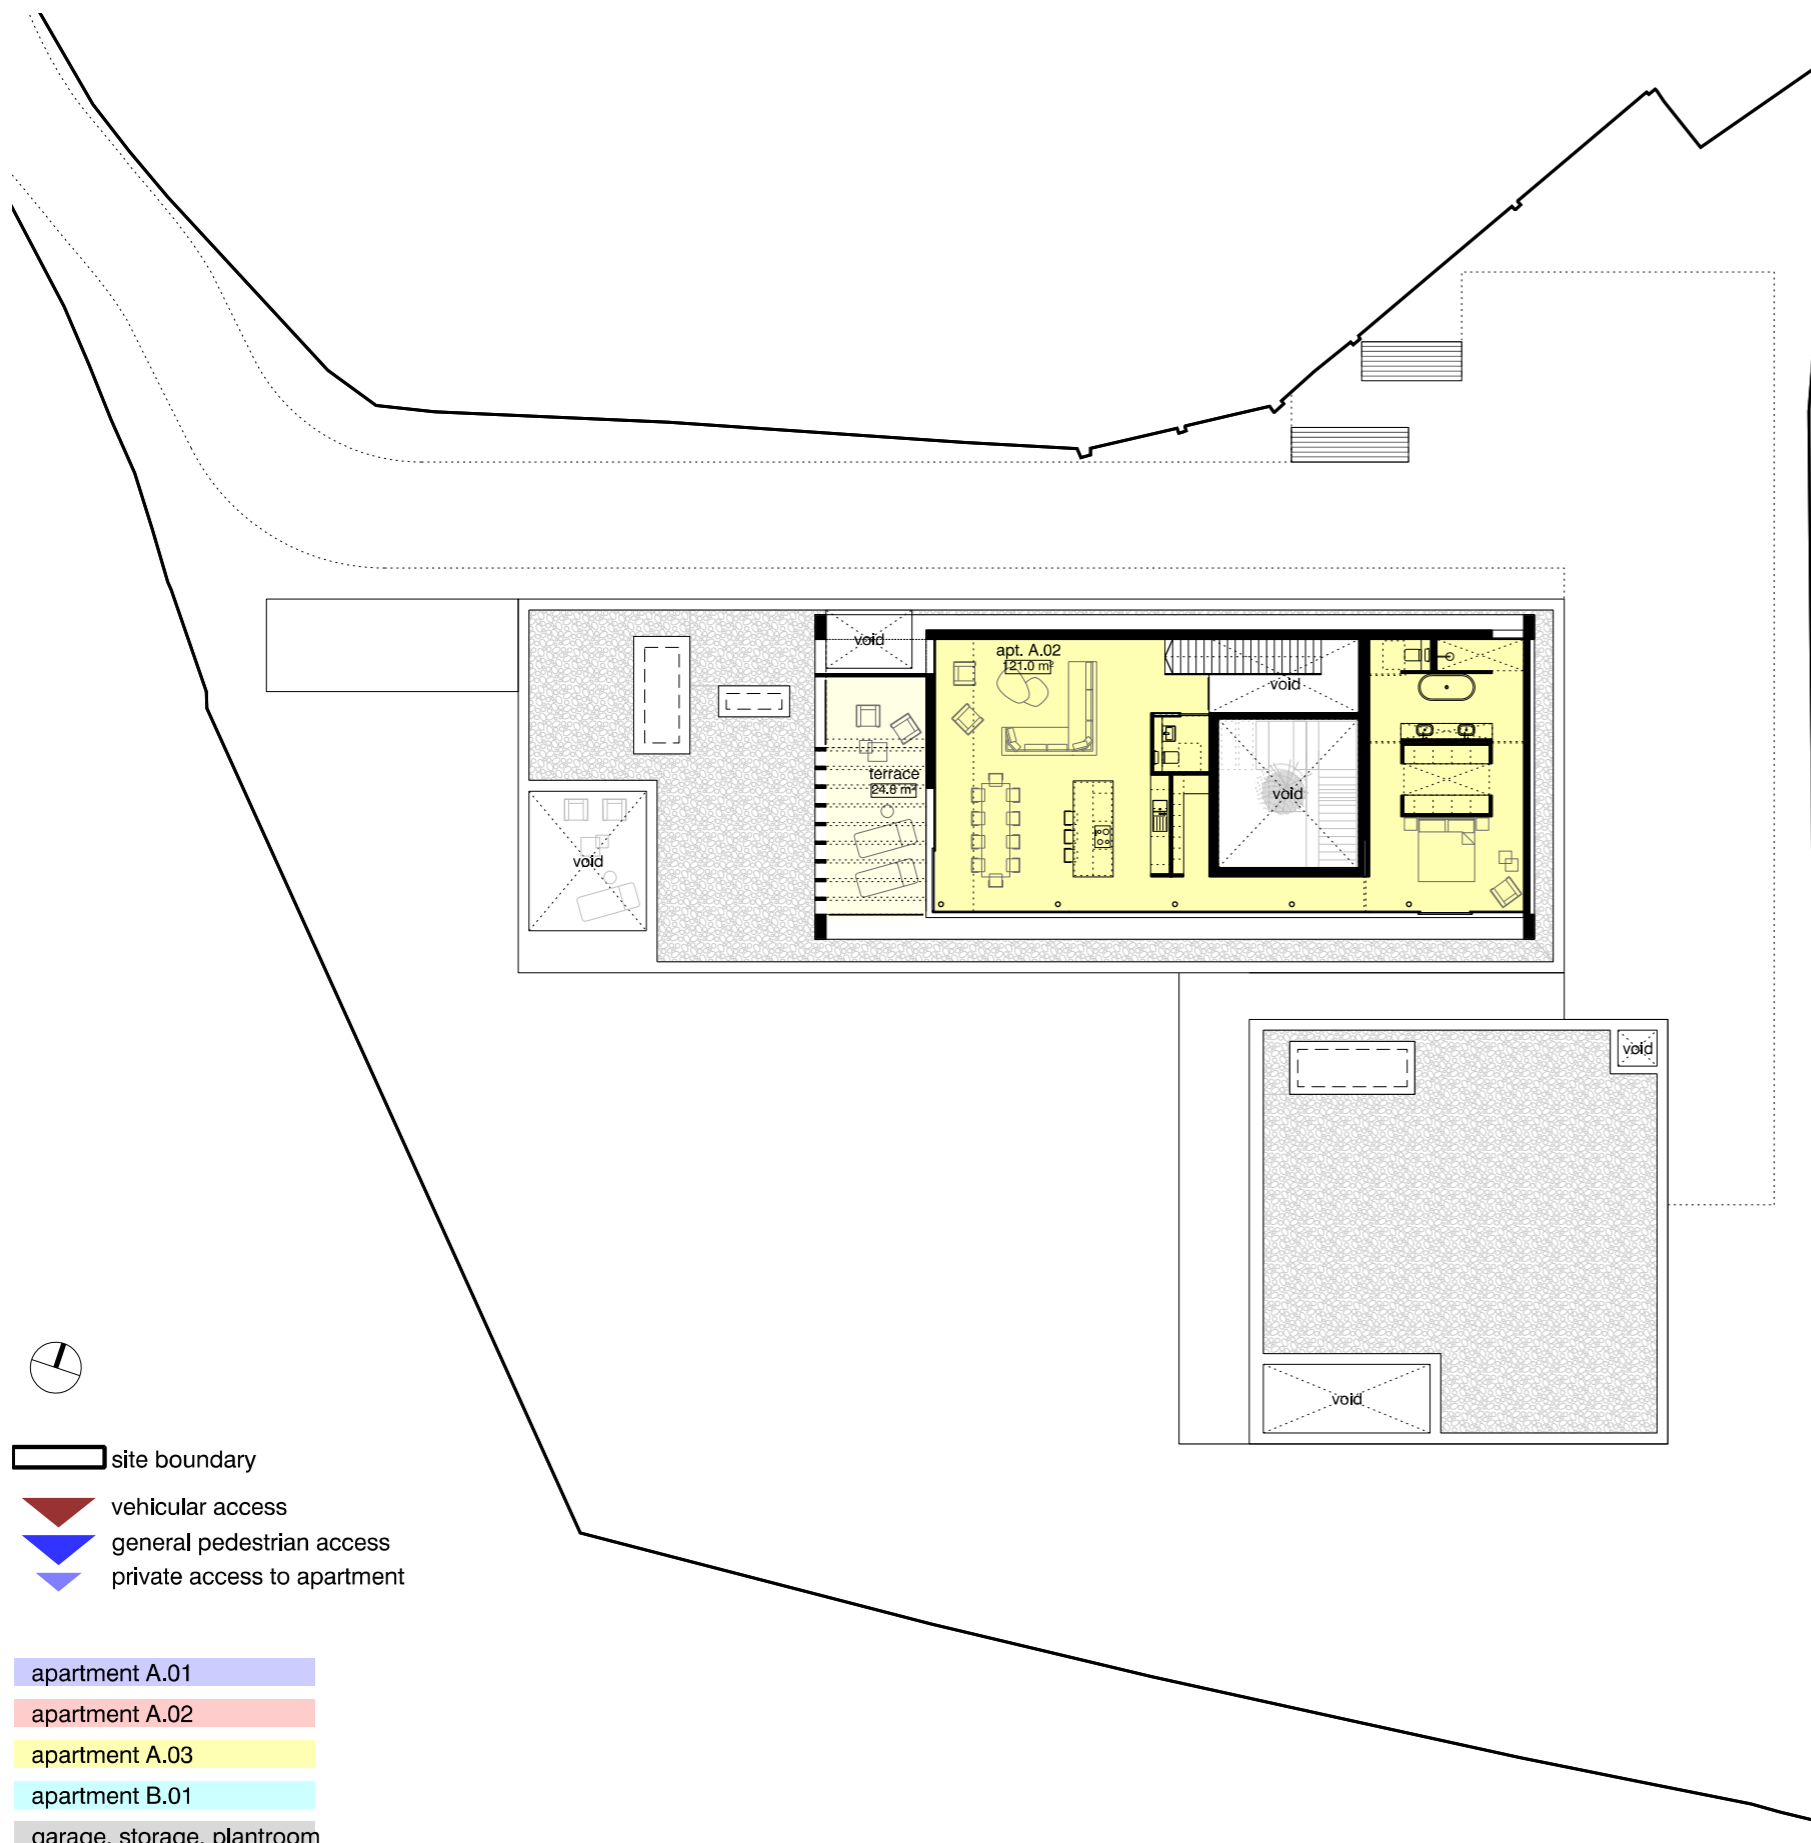 void
apt. A.02
121.0 m²
void
terrace
24.8 m²
void
void
void
void
site boundary
vehicular access
general pedestrian access
private access to apartment
apartment A.01
apartment A.02
apartment A.03
apartment B.01
garage, storage, plantroom